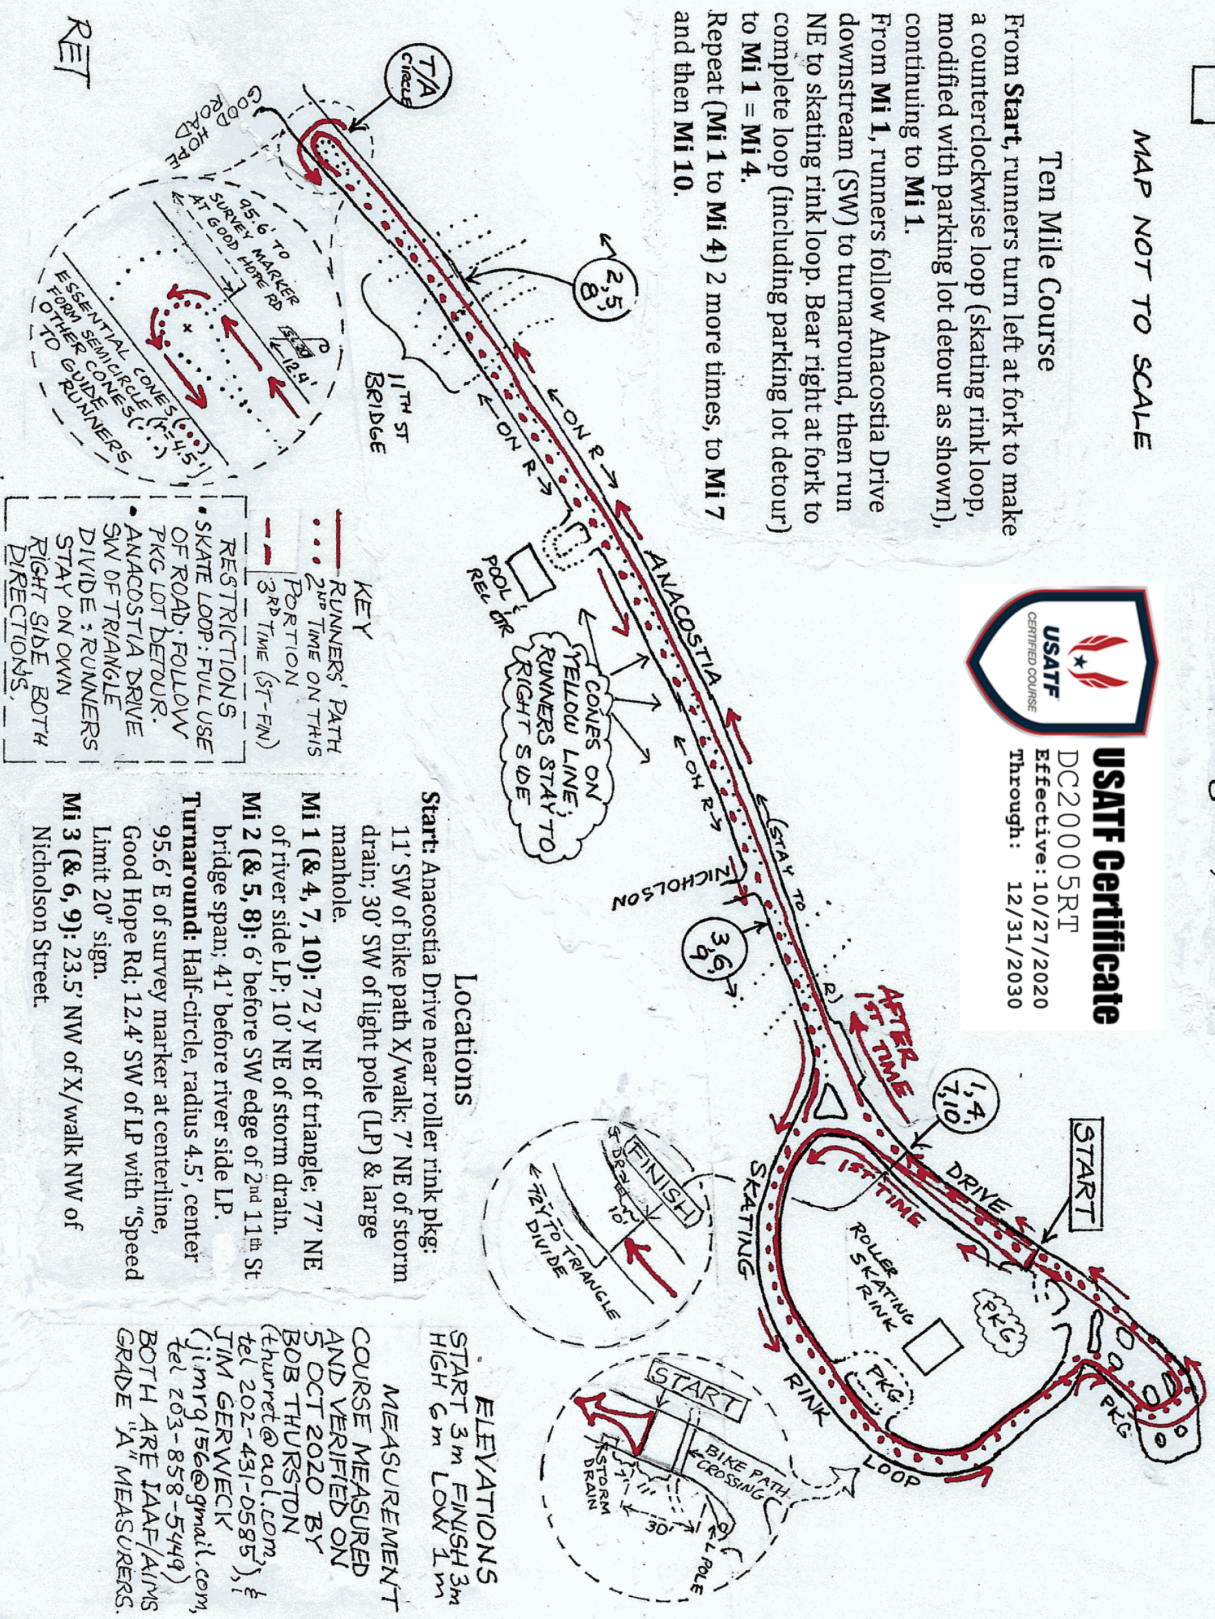 MAP NOT TO SCALE
Ten Mile Course
From Start, runners turn left at fork to make
a counterclockwise loop (skating rink loop,
modified with parking lot detour as shown),
continuing to Mi 1.
From Mi 1, runners follow Anacostia Drive
downstream (SW) to turnaround, then run
NE to skating rink loop. Bear right at fork to
complete loop (including parking lot detour)
to Mi 1 = Mi 4.
Repeat (Mi 1 to Mi 4) 2 more times, to Mi 7
and then Mi 10.
USATF
CERTIFIED COURSE
USATF Certificate
DC20005RT
Effective: 10/27/2020
Through: 12/31/2030
START
1,4,
7,10
AFTER
1ST TIME
DRIVE
1ST TIME
ROLLER
SKATING
RINK
PKG
PKG
PKG
SKATING
RINK
LOOP
(STAY TO
R)
ANACOSTIA
ON R
ON R
ON R
2,5,
8
T/A
CIRCLE
GOOD HOPE
ROAD
11TH ST
BRIDGE
POOL &
REC CTR
CONES ON
YELLOW LINE;
RUNNERS STAY TO
RIGHT SIDE
NICHOLSON
3,6,
9
RET
95.6' TO
SURVEY MARKER
AT GOOD HOPE RD
12.4'
ESSENTIAL CONES (•••)
FORM SEMICIRCLE (r=4.5')
OTHER CONES (···)
TO GUIDE
RUNNERS
KEY
RUNNERS' PATH
2ND TIME ON THIS
PORTION
3RD TIME (ST-FIN)
RESTRICTIONS
• SKATE LOOP: FULL USE
OF ROAD; FOLLOW
PKG LOT DETOUR.
• ANACOSTIA DRIVE
SW OF TRIANGLE
DIVIDE: RUNNERS
STAY ON OWN
RIGHT SIDE, BOTH
DIRECTIONS.
Locations
Start: Anacostia Drive near roller rink pkg:
11' SW of bike path X/walk; 7' NE of storm
drain; 30' SW of light pole (LP) & large
manhole.
Mi 1 (& 4, 7, 10): 72 y NE of triangle; 77' NE
of river side LP; 10' NE of storm drain.
Mi 2 (& 5, 8): 6' before SW edge of 2nd 11th St
bridge span; 41' before river side LP.
Turnaround: Half-circle, radius 4.5', center
95.6' E of survey marker at centerline,
Good Hope Rd; 12.4' SW of LP with "Speed
Limit 20" sign.
Mi 3 (& 6, 9): 23.5' NW of X/walk NW of
Nicholson Street.
FINISH
10'
72Y TO TRIANGLE
DIVIDE
START
BIKE PATH
CROSSING
STORM
DRAIN
7'
11'
30'
L POLE
ELEVATIONS
START 3m FINISH 3m
HIGH 6m LOW 1m
MEASUREMENT
COURSE MEASURED
AND VERIFIED ON
5 OCT 2020 BY
BOB THURSTON
(thurret@aol.com,
tel 202-431-0585), &
JIM GERWECK
(jimrg156@gmail.com,
tel 203-858-5449)
BOTH ARE IAAF/AIMS
GRADE "A" MEASURERS.